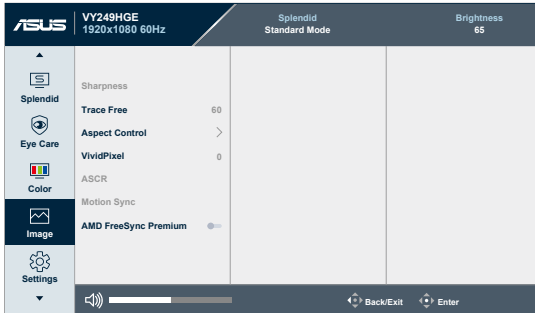 ASUS
VY249HGE
1920x1080 60Hz
Splendid
Standard Mode
Brightness
65
Splendid
Eye Care
Color
Image
Settings
Sharpness
Trace Free 60
Aspect Control
VividPixel 0
ASCR
Motion Sync
AMD FreeSync Premium
Back/Exit
Enter